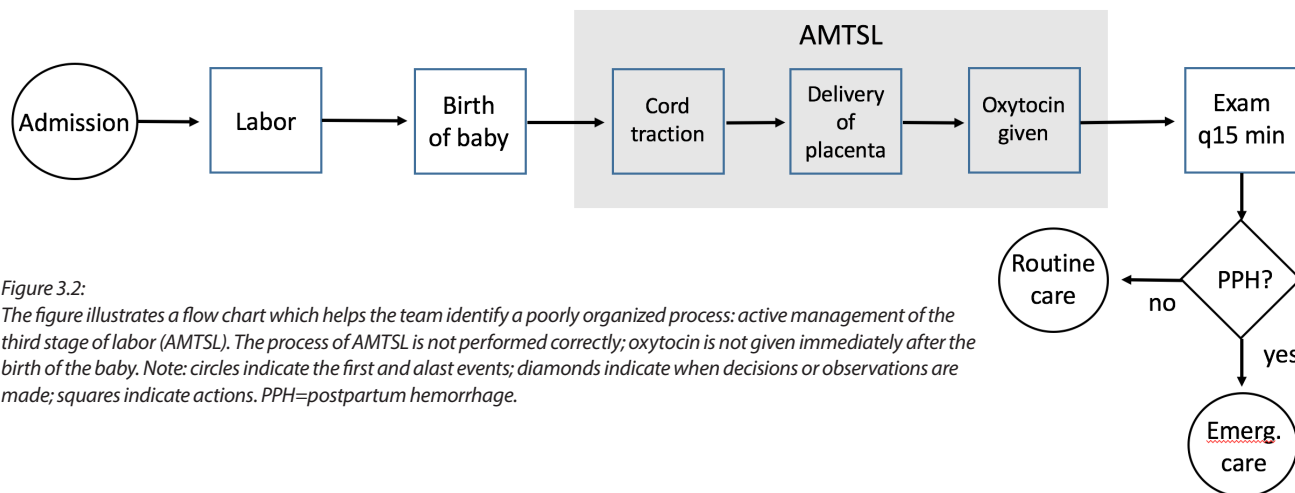 AMTSL
Admission
Labor
Birth
of baby
Cord
traction
Delivery
of
placenta
Oxytocin
given
Exam
q15 min
PPH?
no
Routine
care
yes
Emerg.
care
Figure 3.2:
The figure illustrates a flow chart which helps the team identify a poorly organized process: active management of the
third stage of labor (AMTSL). The process of AMTSL is not performed correctly; oxytocin is not given immediately after the
birth of the baby. Note: circles indicate the first and alast events; diamonds indicate when decisions or observations are
made; squares indicate actions. PPH=postpartum hemorrhage.